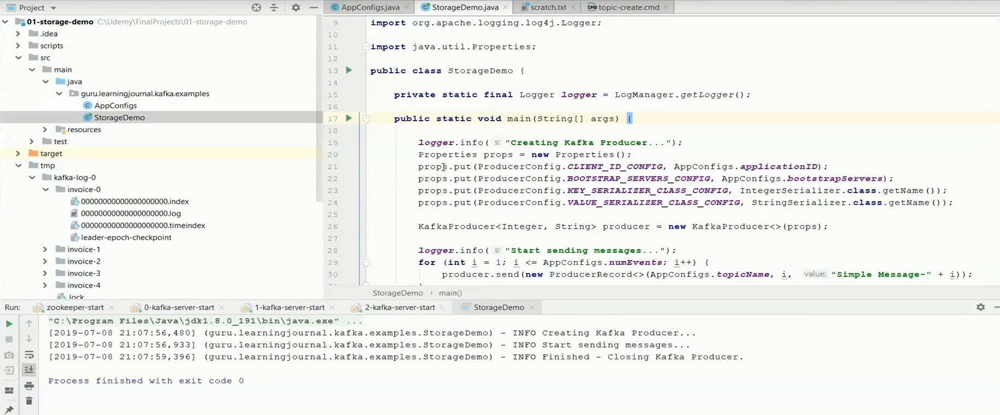 Project
01-storage-demo C:\Udemy\FinalProjects\01-storage-demo
.idea
scripts
src
main
java
guru.learningjournal.kafka.examples
AppConfigs
StorageDemo
resources
test
target
tmp
kafka-log-0
invoice-0
00000000000000000000.index
00000000000000000000.log
00000000000000000000.timeindex
leader-epoch-checkpoint
invoice-1
invoice-2
invoice-3
invoice-4
.lock
AppConfigs.java StorageDemo.java scratch.txt topic-create.cmd
9 import org.apache.logging.log4j.Logger;
10
11 import java.util.Properties;
12
13 public class StorageDemo {
14
15 private static final Logger logger = LogManager.getLogger();
16
17 public static void main(String[] args) {
18
19 logger.info( s: "Creating Kafka Producer...");
20 Properties props = new Properties();
21 props.put(ProducerConfig.CLIENT_ID_CONFIG, AppConfigs.applicationID);
22 props.put(ProducerConfig.BOOTSTRAP_SERVERS_CONFIG, AppConfigs.bootstrapServers);
23 props.put(ProducerConfig.KEY_SERIALIZER_CLASS_CONFIG, IntegerSerializer.class.getName());
24 props.put(ProducerConfig.VALUE_SERIALIZER_CLASS_CONFIG, StringSerializer.class.getName());
25
26 KafkaProducer<Integer, String> producer = new KafkaProducer<>(props);
27
28 logger.info( s: "Start sending messages...");
29 for (int i = 1; i <= AppConfigs.numEvents; i++) {
30 producer.send(new ProducerRecord<>(AppConfigs.topicName, i, value: "Simple Message-" + i));
StorageDemo main()
Run: zookeeper-start 0-kafka-server-start 1-kafka-server-start 2-kafka-server-start StorageDemo
"C:\Program Files\Java\jdk1.8.0_191\bin\java.exe" ...
[2019-07-08 21:07:56,480] (guru.learningjournal.kafka.examples.StorageDemo) - INFO Creating Kafka Producer...
[2019-07-08 21:07:56,933] (guru.learningjournal.kafka.examples.StorageDemo) - INFO Start sending messages...
[2019-07-08 21:07:59,396] (guru.learningjournal.kafka.examples.StorageDemo) - INFO Finished - Closing Kafka Producer.
Process finished with exit code 0